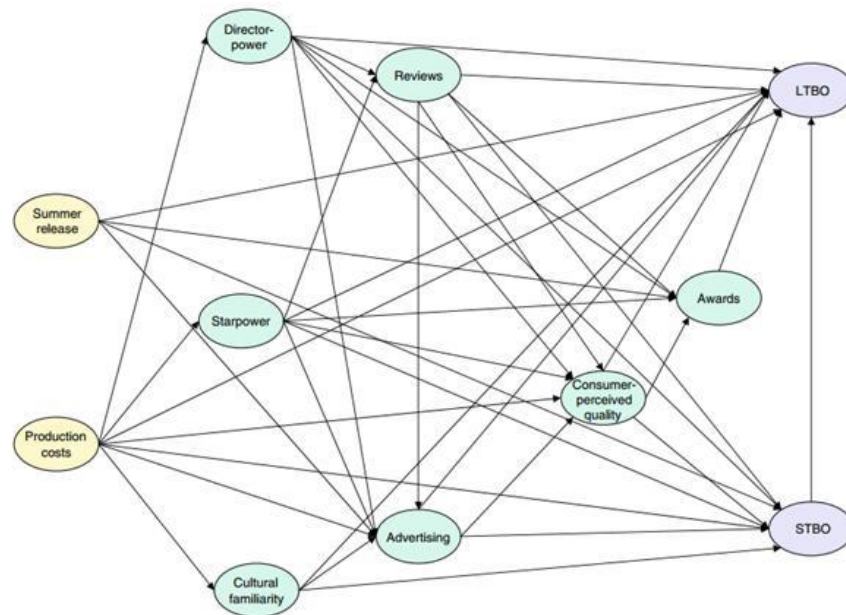 Director-
power
Reviews
LTBO
Summer
release
Starpower
Awards
Consumer-
perceived
quality
Production
costs
Advertising
STBO
Cultural
familiarity